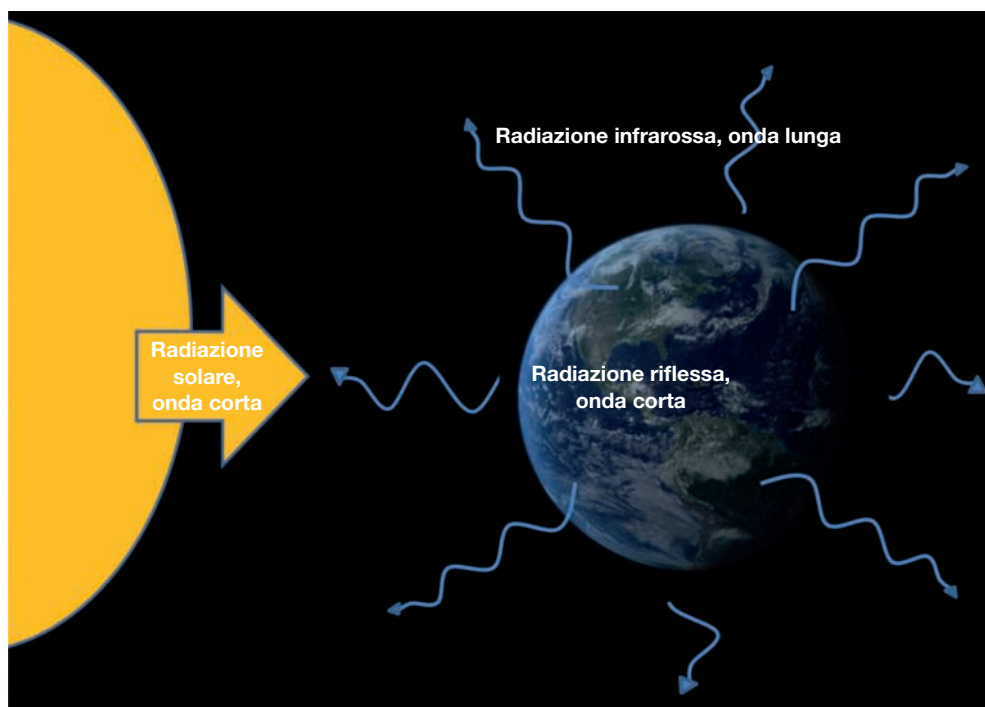 Radiazione infrarossa, onda lunga
Radiazione
solare,
onda corta
Radiazione riflessa,
onda corta